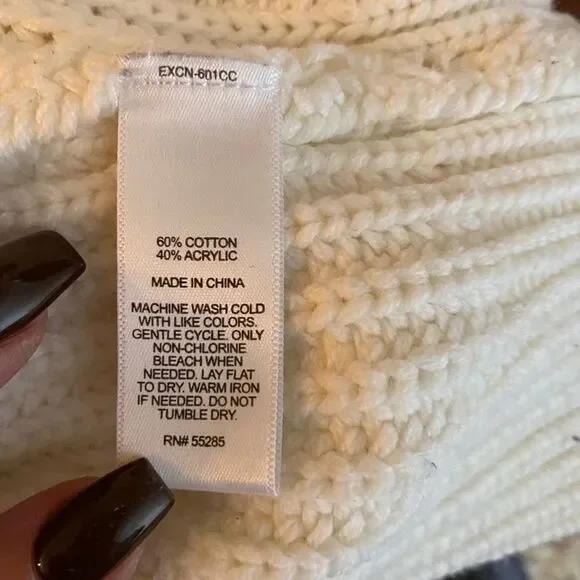 EXCN-601CC
60% COTTON
40% ACRYLIC
MADE IN CHINA
MACHINE WASH COLD
WITH LIKE COLORS.
GENTLE CYCLE. ONLY
NON-CHLORINE
BLEACH WHEN
NEEDED. LAY FLAT
TO DRY. WARM IRON
IF NEEDED. DO NOT
TUMBLE DRY.
RN# 55285